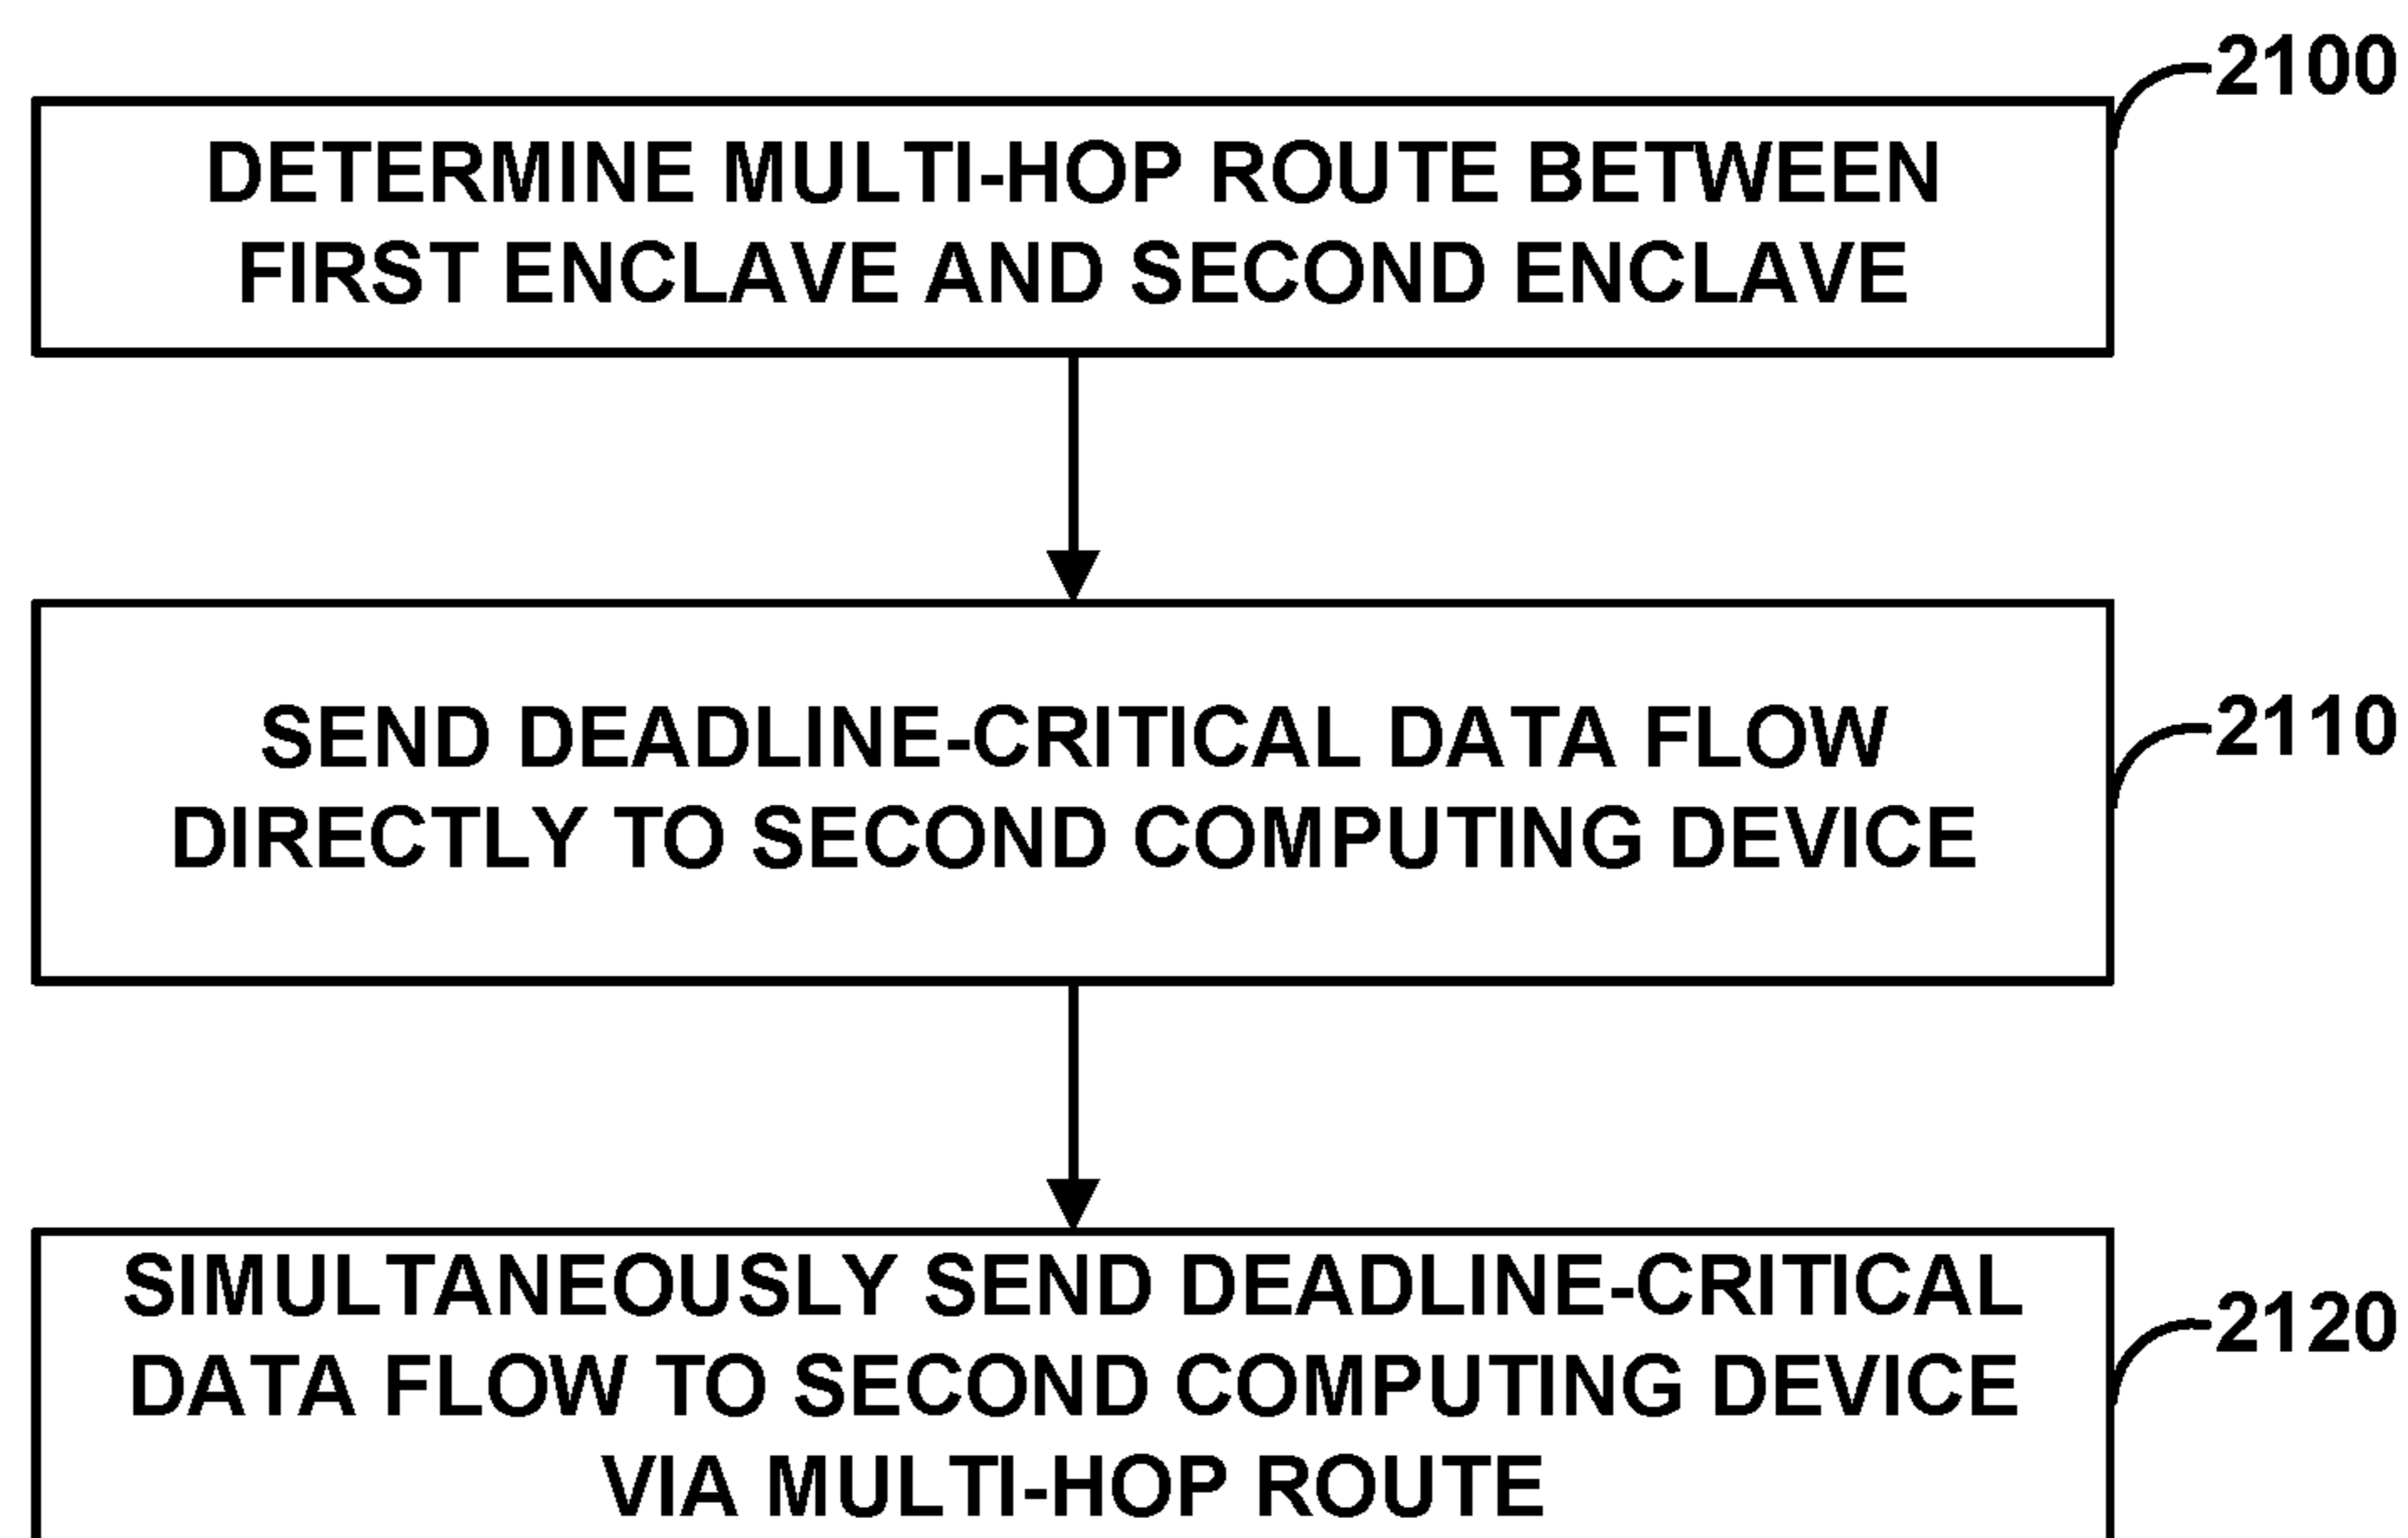 2100
DETERMINE MULTI-HOP ROUTE BETWEEN
FIRST ENCLAVE AND SECOND ENCLAVE
2110
SEND DEADLINE-CRITICAL DATA FLOW
DIRECTLY TO SECOND COMPUTING DEVICE
2120
SIMULTANEOUSLY SEND DEADLINE-CRITICAL
DATA FLOW TO SECOND COMPUTING DEVICE
VIA MULTI-HOP ROUTE